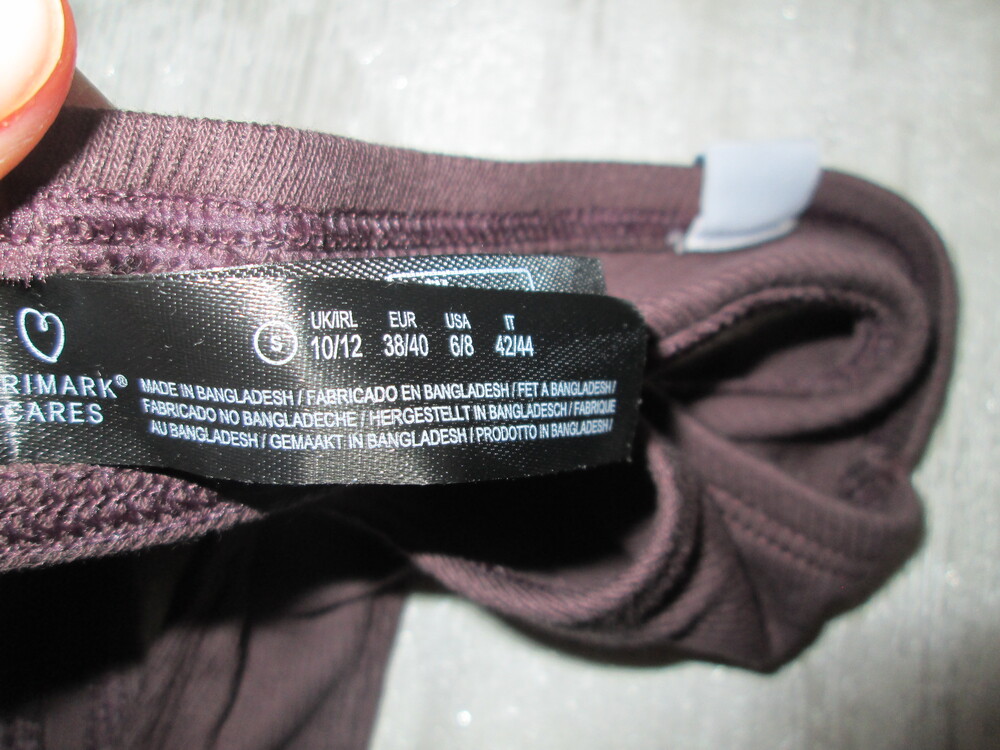 S
UK/IRL EUR USA IT
10/12 38/40 6/8 42/44
RIMARK®
CARES
MADE IN BANGLADESH / FABRICADO EN BANGLADESH / FET A BANGLADESH /
FABRICADO NO BANGLADECHE / HERGESTELLT IN BANGLADESCH / FABRIQUE
AU BANGLADESH / GEMAAKT IN BANGLADESH / PRODOTTO IN BANGLADESH /